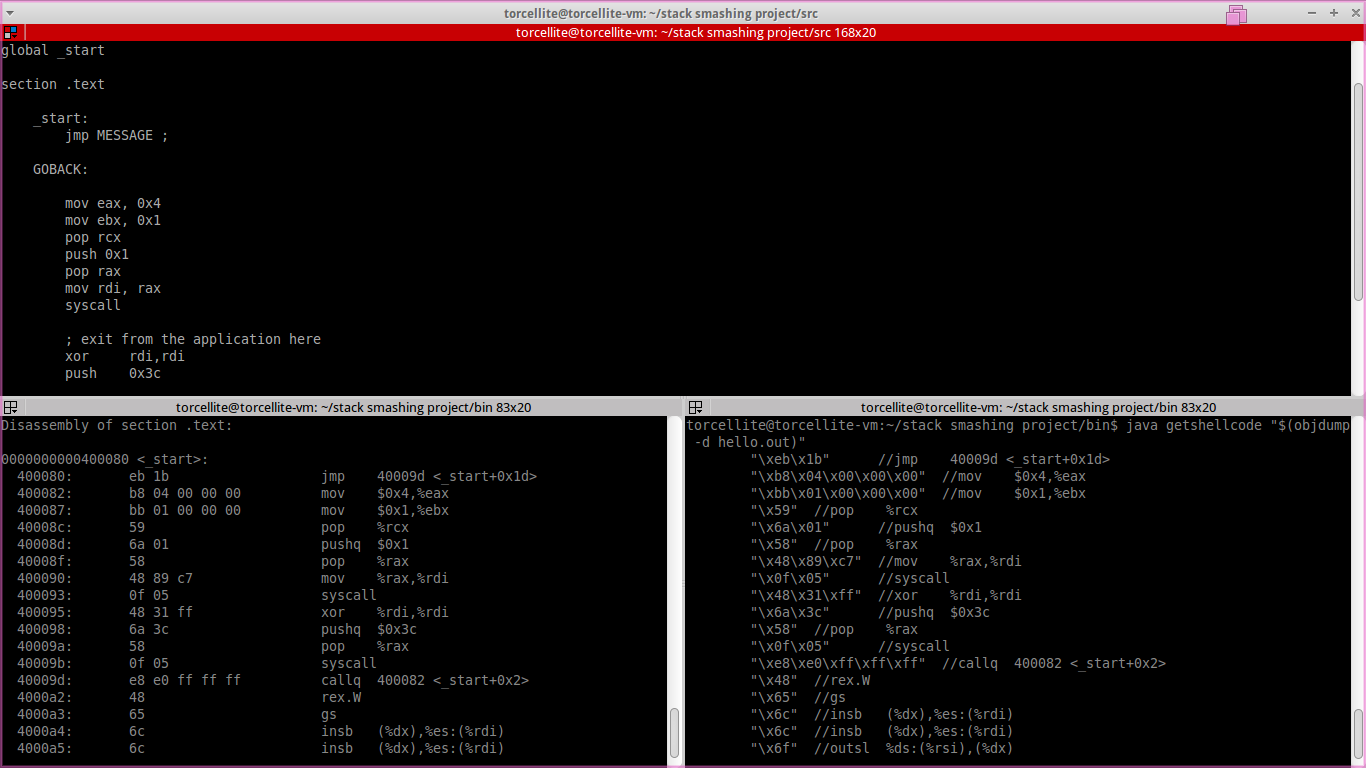 torcellite@torcellite-vm: ~/stack smashing project/src
torcellite@torcellite-vm: ~/stack smashing project/src 168x20
global _start
section .text
_start:
jmp MESSAGE ;
GOBACK:
mov eax, 0x4
mov ebx, 0x1
pop rcx
push 0x1
pop rax
mov rdi, rax
syscall
; exit from the application here
xor     rdi,rdi
push    0x3c
torcellite@torcellite-vm: ~/stack smashing project/bin 83x20
Disassembly of section .text:
0000000000400080 <_start>:
400080:       eb 1b                   jmp    40009d <_start+0x1d>
400082:       b8 04 00 00 00          mov    $0x4,%eax
400087:       bb 01 00 00 00          mov    $0x1,%ebx
40008c:       59                      pop    %rcx
40008d:       6a 01                   pushq  $0x1
40008f:       58                      pop    %rax
400090:       48 89 c7                mov    %rax,%rdi
400093:       0f 05                   syscall
400095:       48 31 ff                xor    %rdi,%rdi
400098:       6a 3c                   pushq  $0x3c
40009a:       58                      pop    %rax
40009b:       0f 05                   syscall
40009d:       e8 e0 ff ff ff          callq  400082 <_start+0x2>
4000a2:       48                      rex.W
4000a3:       65                      gs
4000a4:       6c                      insb   (%dx),%es:(%rdi)
4000a5:       6c                      insb   (%dx),%es:(%rdi)
torcellite@torcellite-vm: ~/stack smashing project/bin 83x20
torcellite@torcellite-vm:~/stack smashing project/bin$ java getshellcode "$(objdump
-d hello.out)"
"\xeb\x1b"      //jmp    40009d <_start+0x1d>
"\xb8\x04\x00\x00\x00"  //mov    $0x4,%eax
"\xbb\x01\x00\x00\x00"  //mov    $0x1,%ebx
"\x59"  //pop    %rcx
"\x6a\x01"      //pushq  $0x1
"\x58"  //pop    %rax
"\x48\x89\xc7"  //mov    %rax,%rdi
"\x0f\x05"      //syscall
"\x48\x31\xff"  //xor    %rdi,%rdi
"\x6a\x3c"      //pushq  $0x3c
"\x58"  //pop    %rax
"\x0f\x05"      //syscall
"\xe8\xe0\xff\xff\xff"  //callq  400082 <_start+0x2>
"\x48"  //rex.W
"\x65"  //gs
"\x6c"  //insb   (%dx),%es:(%rdi)
"\x6c"  //insb   (%dx),%es:(%rdi)
"\x6f"  //outsl  %ds:(%rsi),(%dx)